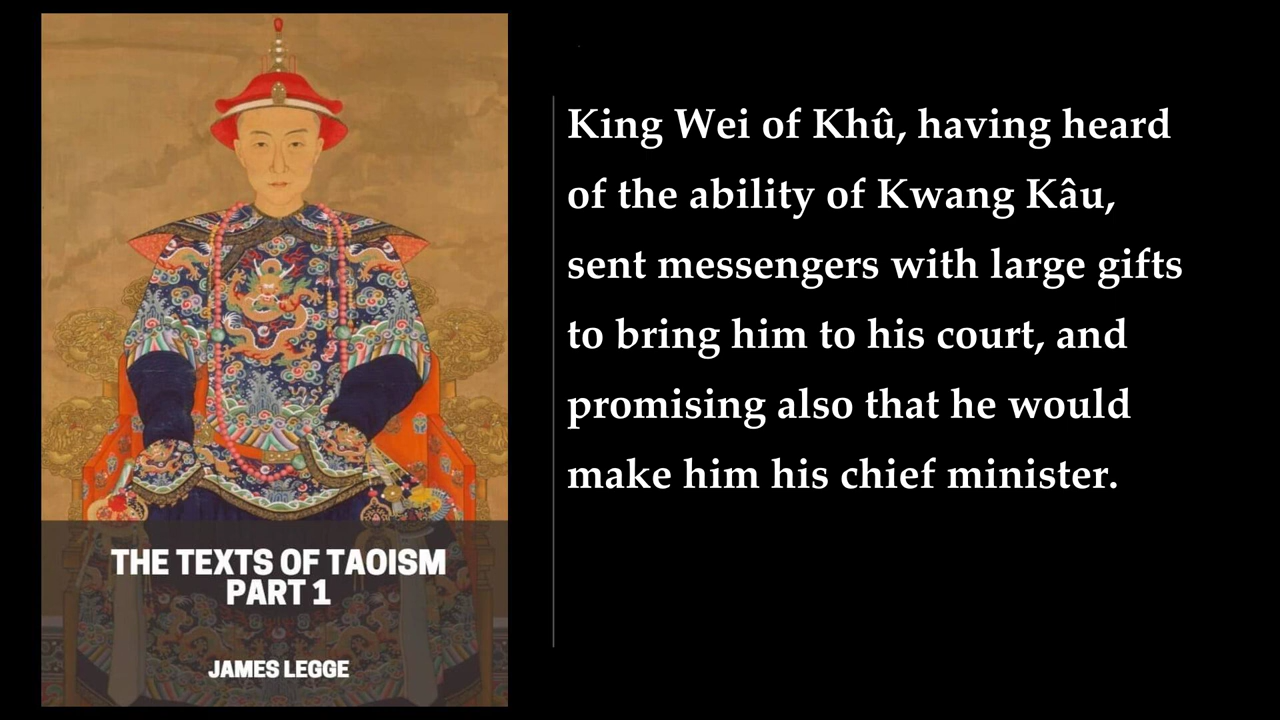 THE TEXTS OF TAOISM
PART 1
JAMES LEGGE
King Wei of Khû, having heard
of the ability of Kwang Kâu,
sent messengers with large gifts
to bring him to his court, and
promising also that he would
make him his chief minister.